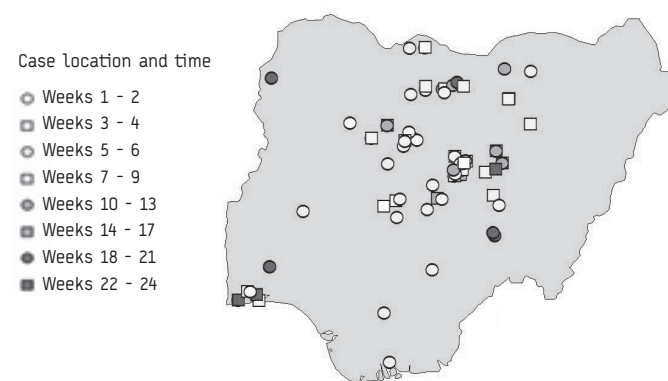 Case location and time
Weeks 1 - 2
Weeks 3 - 4
Weeks 5 - 6
Weeks 7 - 9
Weeks 10 - 13
Weeks 14 - 17
Weeks 18 - 21
Weeks 22 - 24